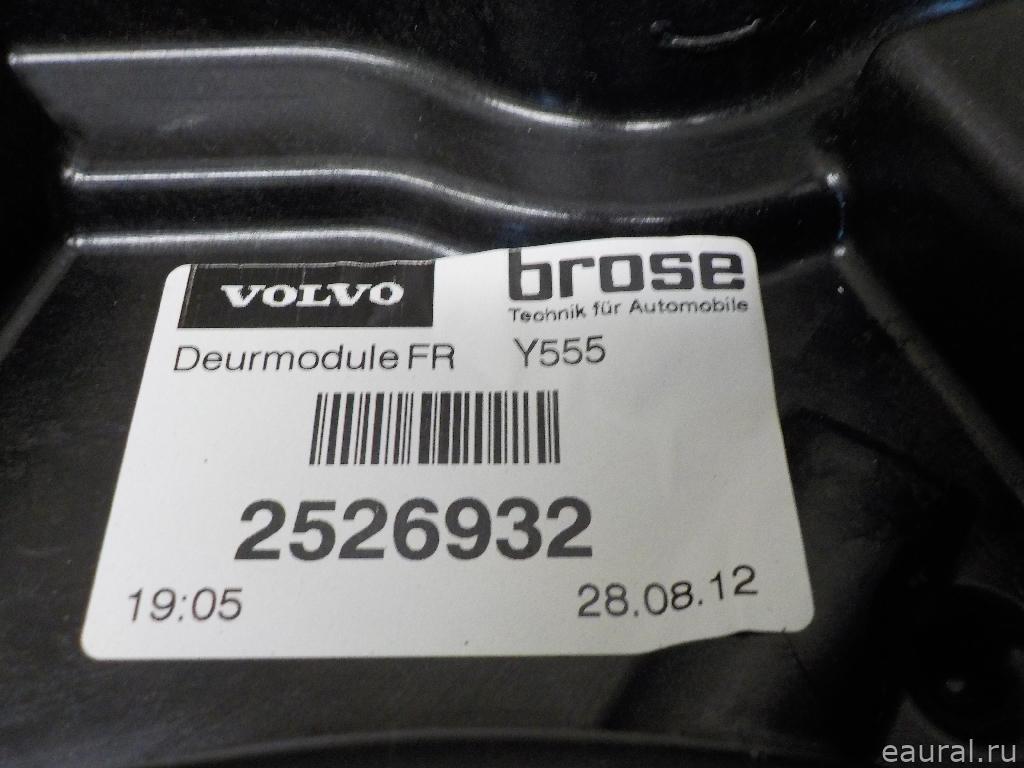 VOLVO brose
Technik für Automobile
Deurmodule FR Y555
2526932
19:05 28.08.12
eaural.ru